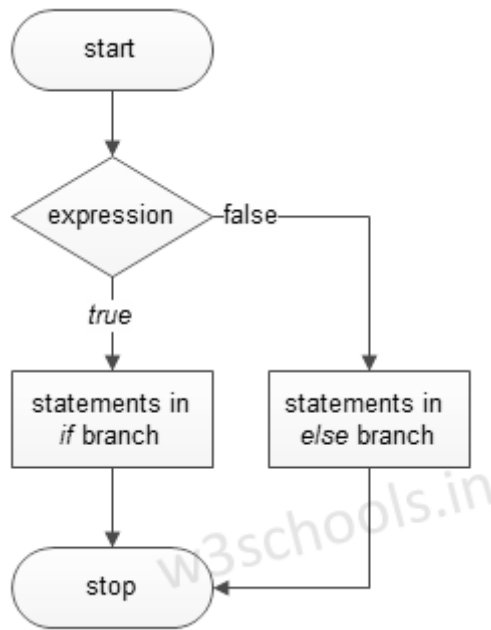 start
expression
false
true
statements in
if branch
statements in
else branch
stop
w3schools.in